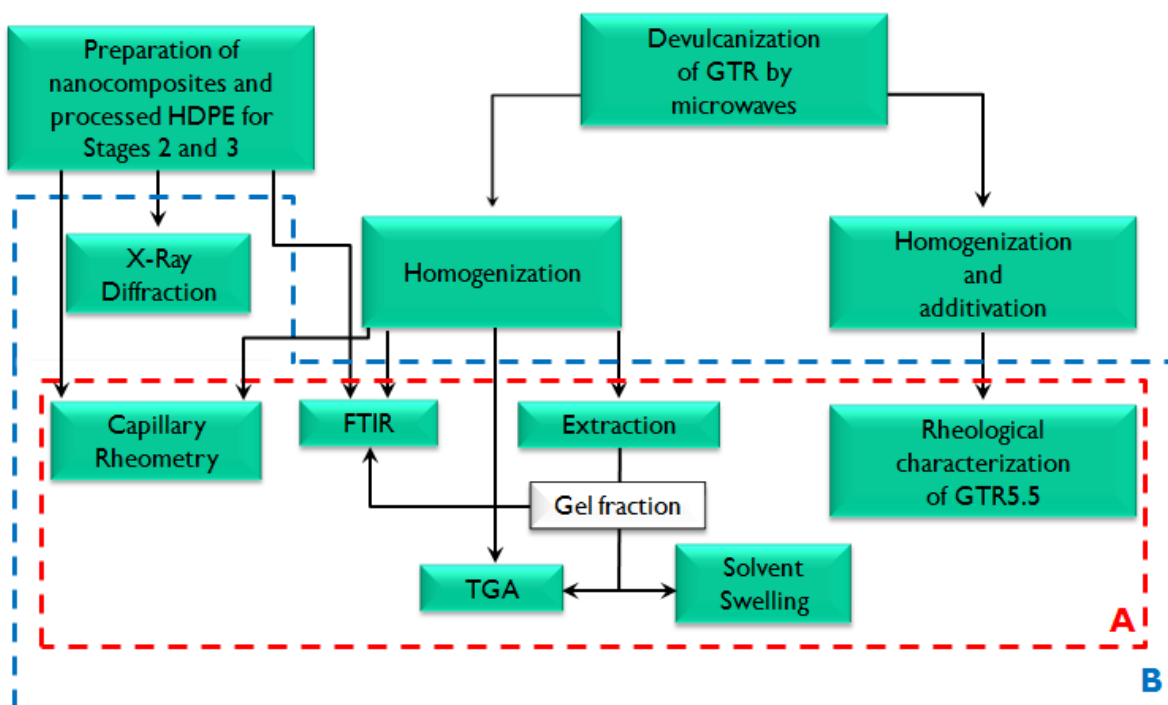 Preparation of
nanocomposites and
processed HDPE for
Stages 2 and 3
Devulcanization
of GTR by
microwaves
X-Ray
Diffraction
Homogenization
Homogenization
and
additivation
Capillary
Rheometry
FTIR
Extraction
Rheological
characterization
of GTR5.5
Gel fraction
TGA
Solvent
Swelling
A
B